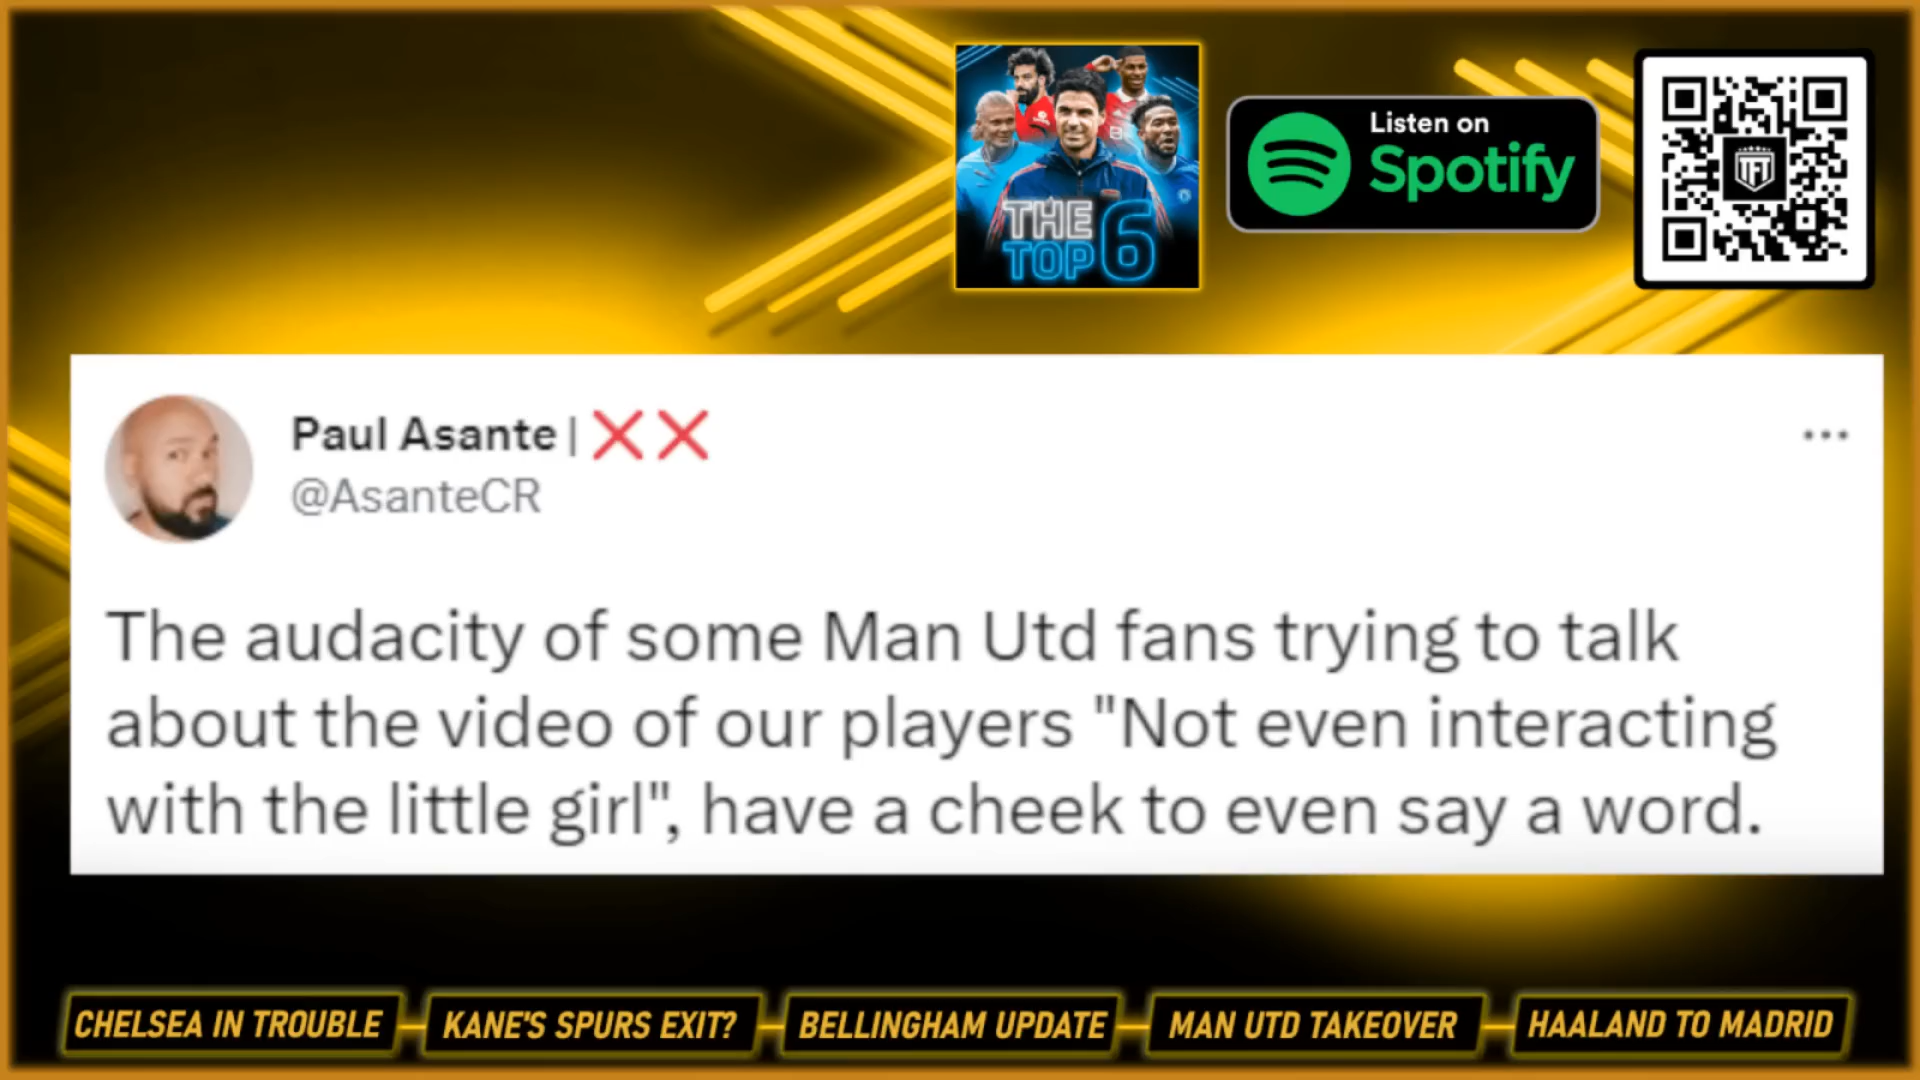 THE
TOP 6
Listen on
Spotify
TFT
Paul Asante | ❌❌
@AsanteCR
The audacity of some Man Utd fans trying to talk
about the video of our players "Not even interacting
with the little girl", have a cheek to even say a word.
CHELSEA IN TROUBLE
KANE'S SPURS EXIT?
BELLINGHAM UPDATE
MAN UTD TAKEOVER
HAALAND TO MADRID